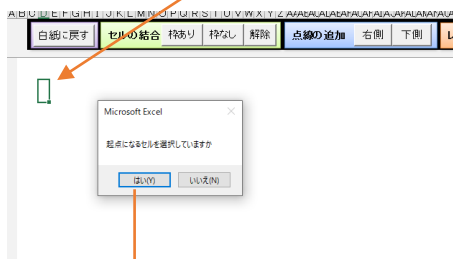 A B C D E F G H I J K L M N O P Q R S T U V W X Y Z
白紙に戻す セルの結合 枠あり 枠なし 解除 点線の追加 右側 下側
Microsoft Excel
起点になるセルを選択していますか
はい(Y) いいえ(N)